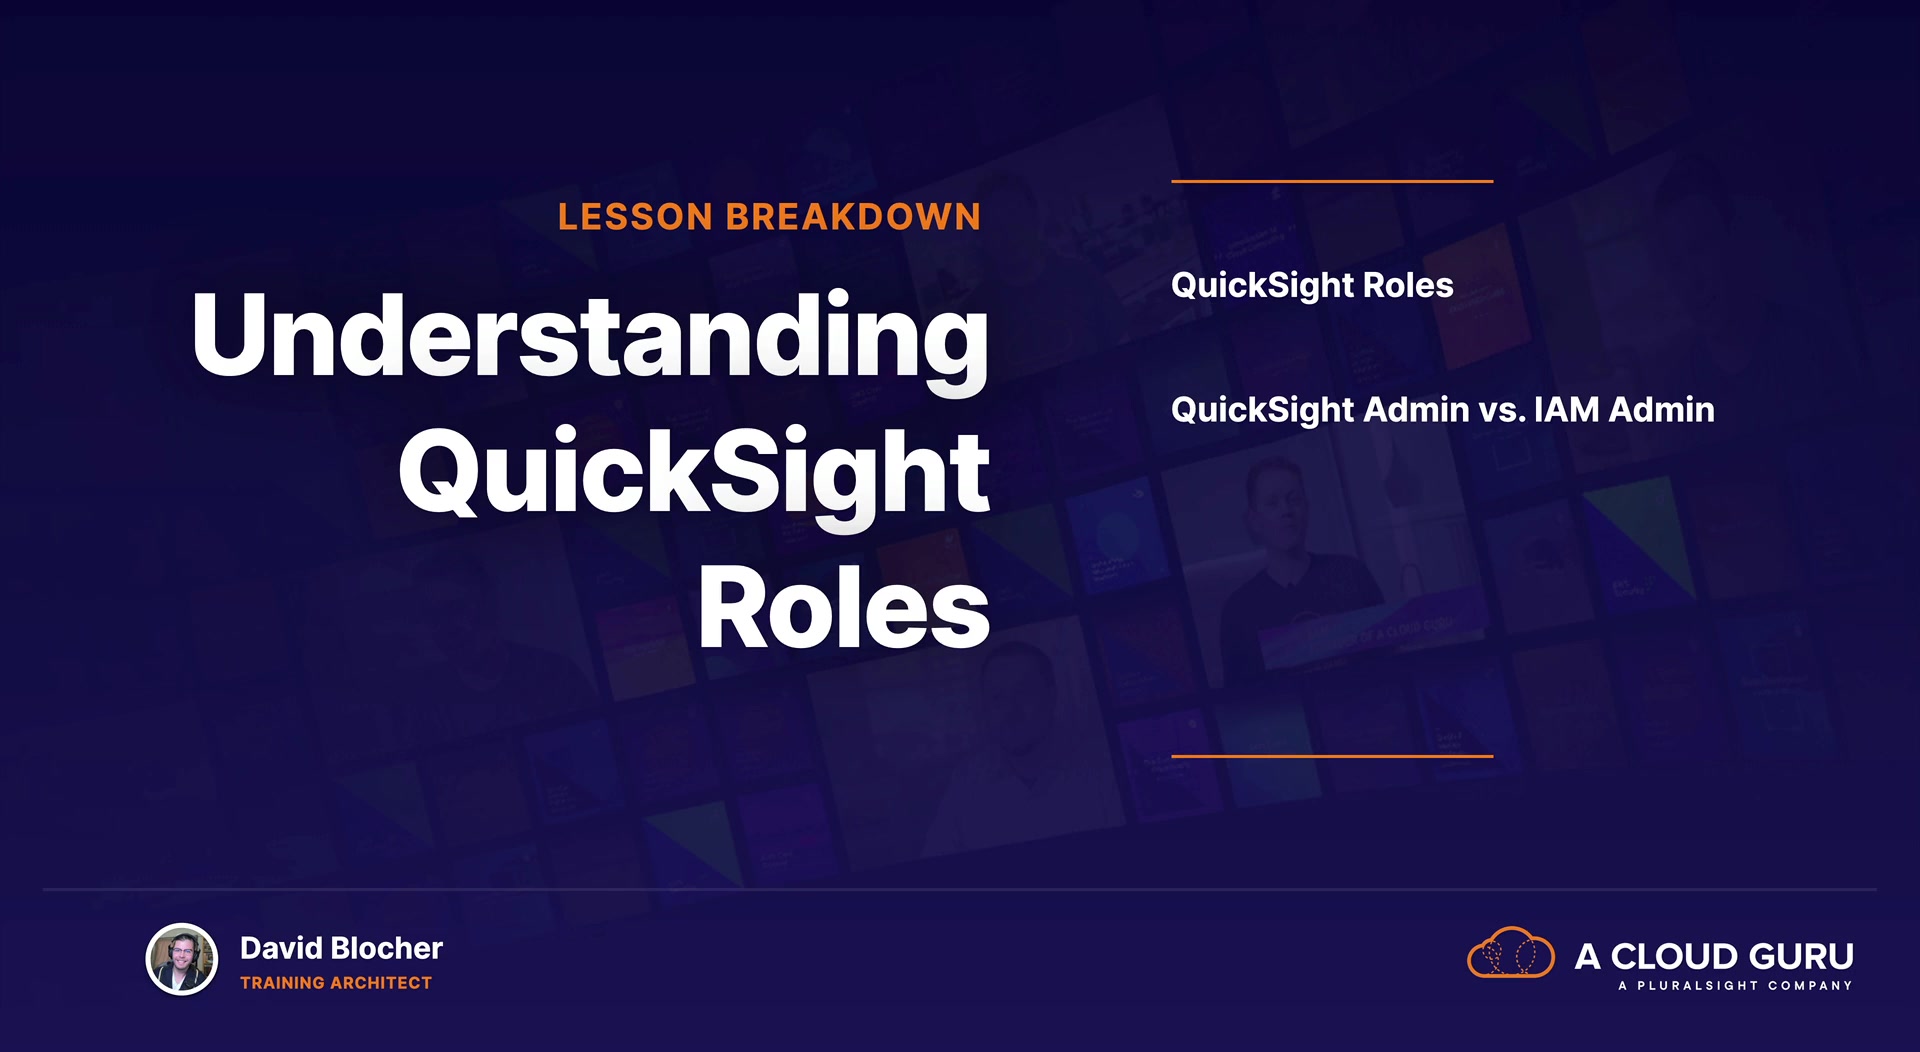 LESSON BREAKDOWN
Understanding
QuickSight
Roles
QuickSight Roles
QuickSight Admin vs. IAM Admin
David Blocher
TRAINING ARCHITECT
A CLOUD GURU
A PLURALSIGHT COMPANY